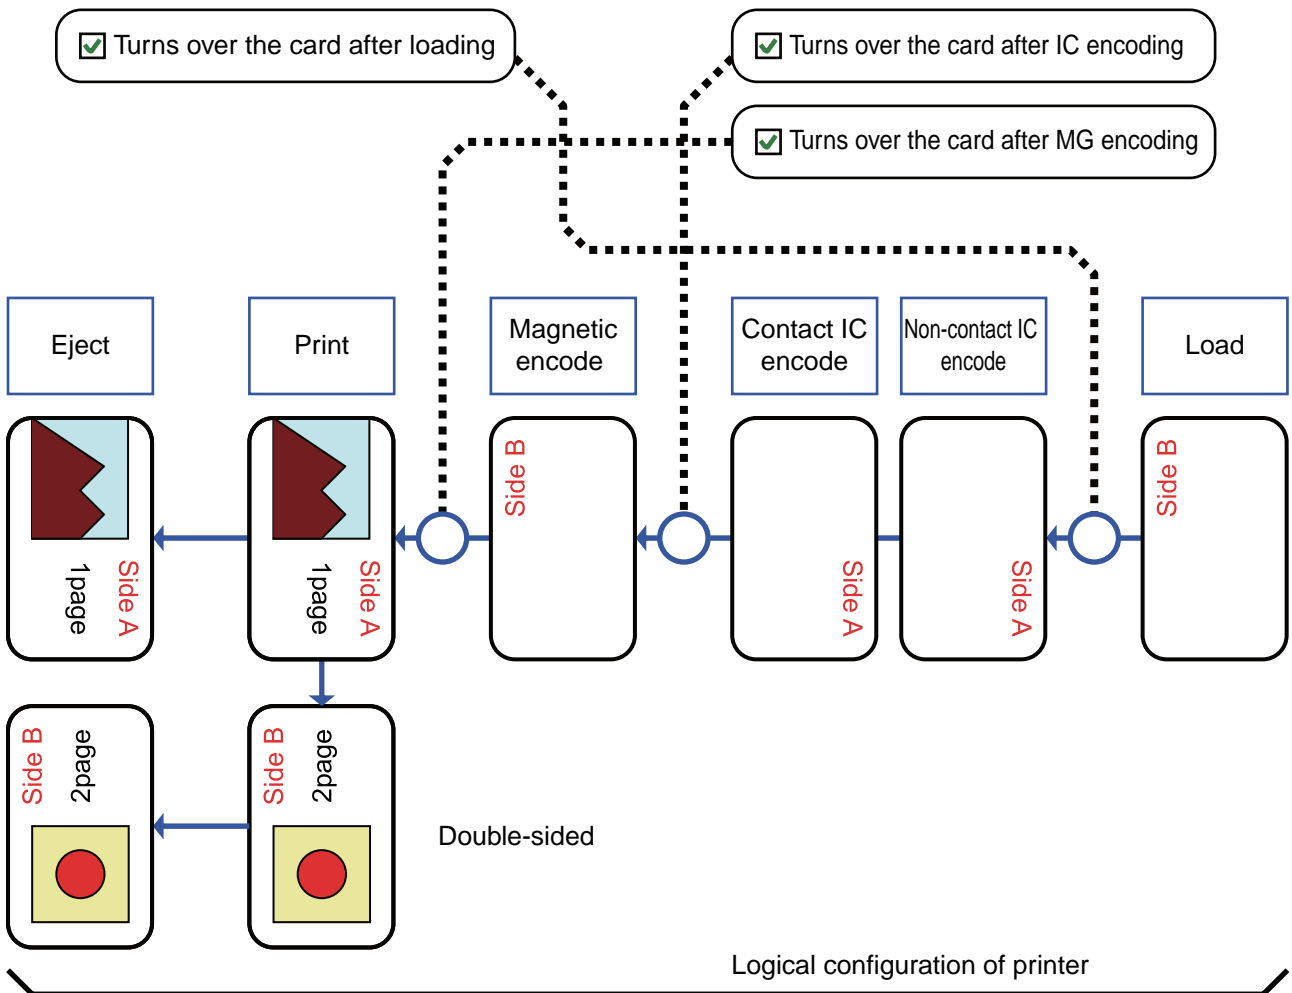 Turns over the card after loading
Turns over the card after IC encoding
Turns over the card after MG encoding
Eject
Print
Magnetic
encode
Contact IC
encode
Non-contact IC
encode
Load
Side A
1page
Side A
1page
Side B
Side A
Side A
Side B
Side B
2page
Side B
2page
Double-sided
Logical configuration of printer